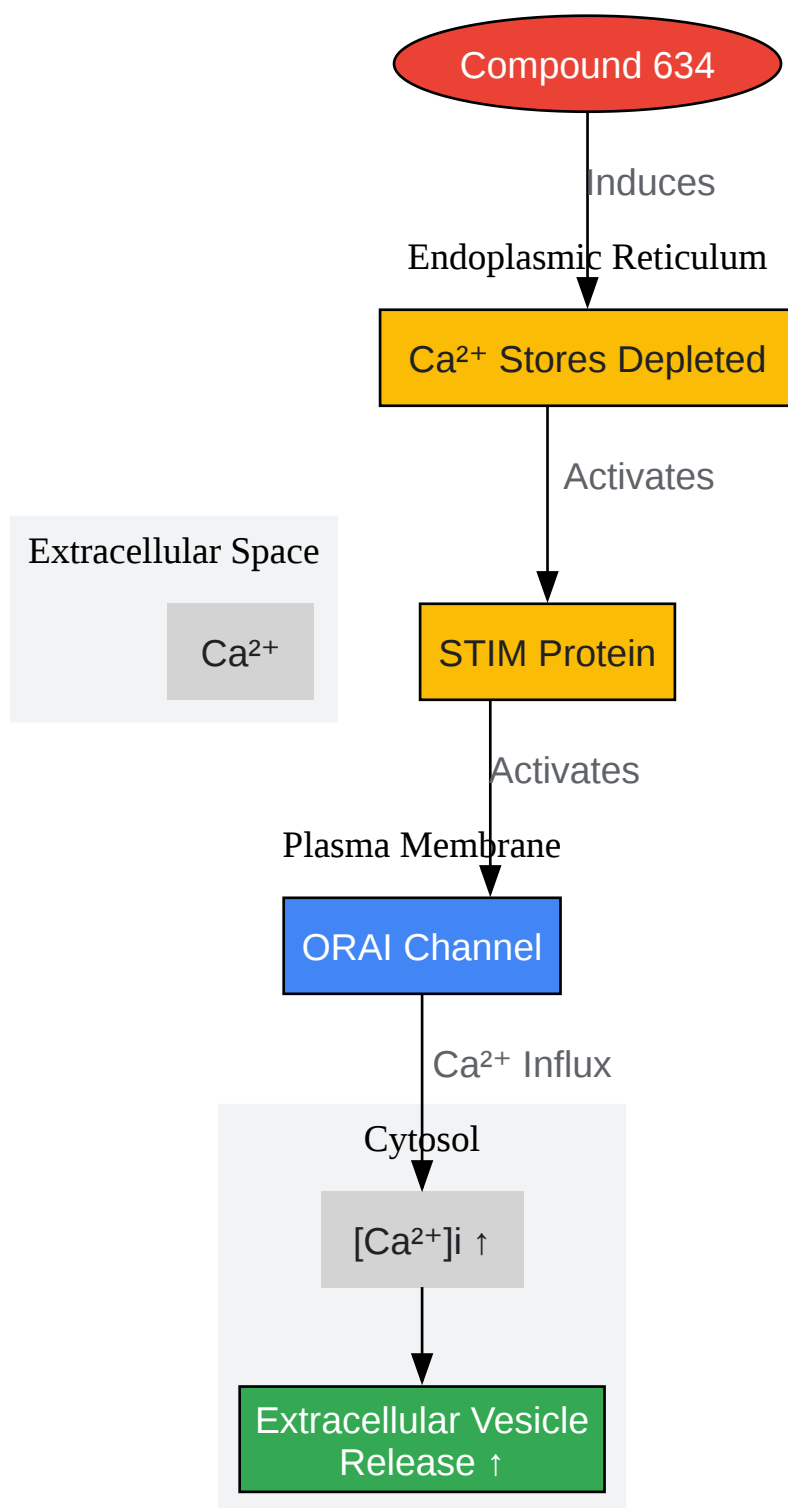 Compound 634
Induces
Endoplasmic Reticulum
Ca²⁺ Stores Depleted
Activates
Extracellular Space
Ca²⁺
STIM Protein
Activates
Plasma Membrane
ORAI Channel
Ca²⁺ Influx
Cytosol
[Ca²⁺]i ↑
Extracellular Vesicle
Release ↑